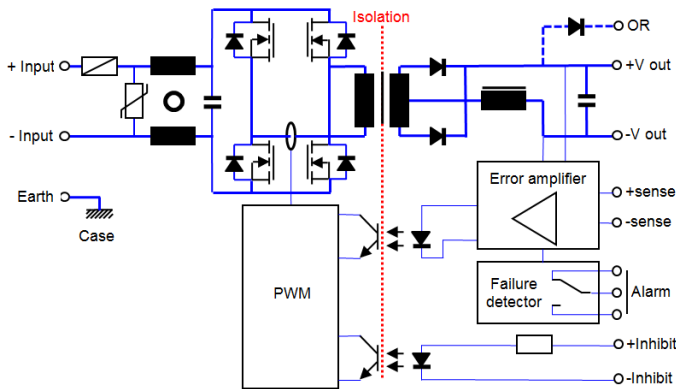 Isolation
OR
+ Input
+V out
- Input
-V out
Earth
Case
Error amplifier
+sense
-sense
PWM
Failure
detector
Alarm
+Inhibit
-Inhibit